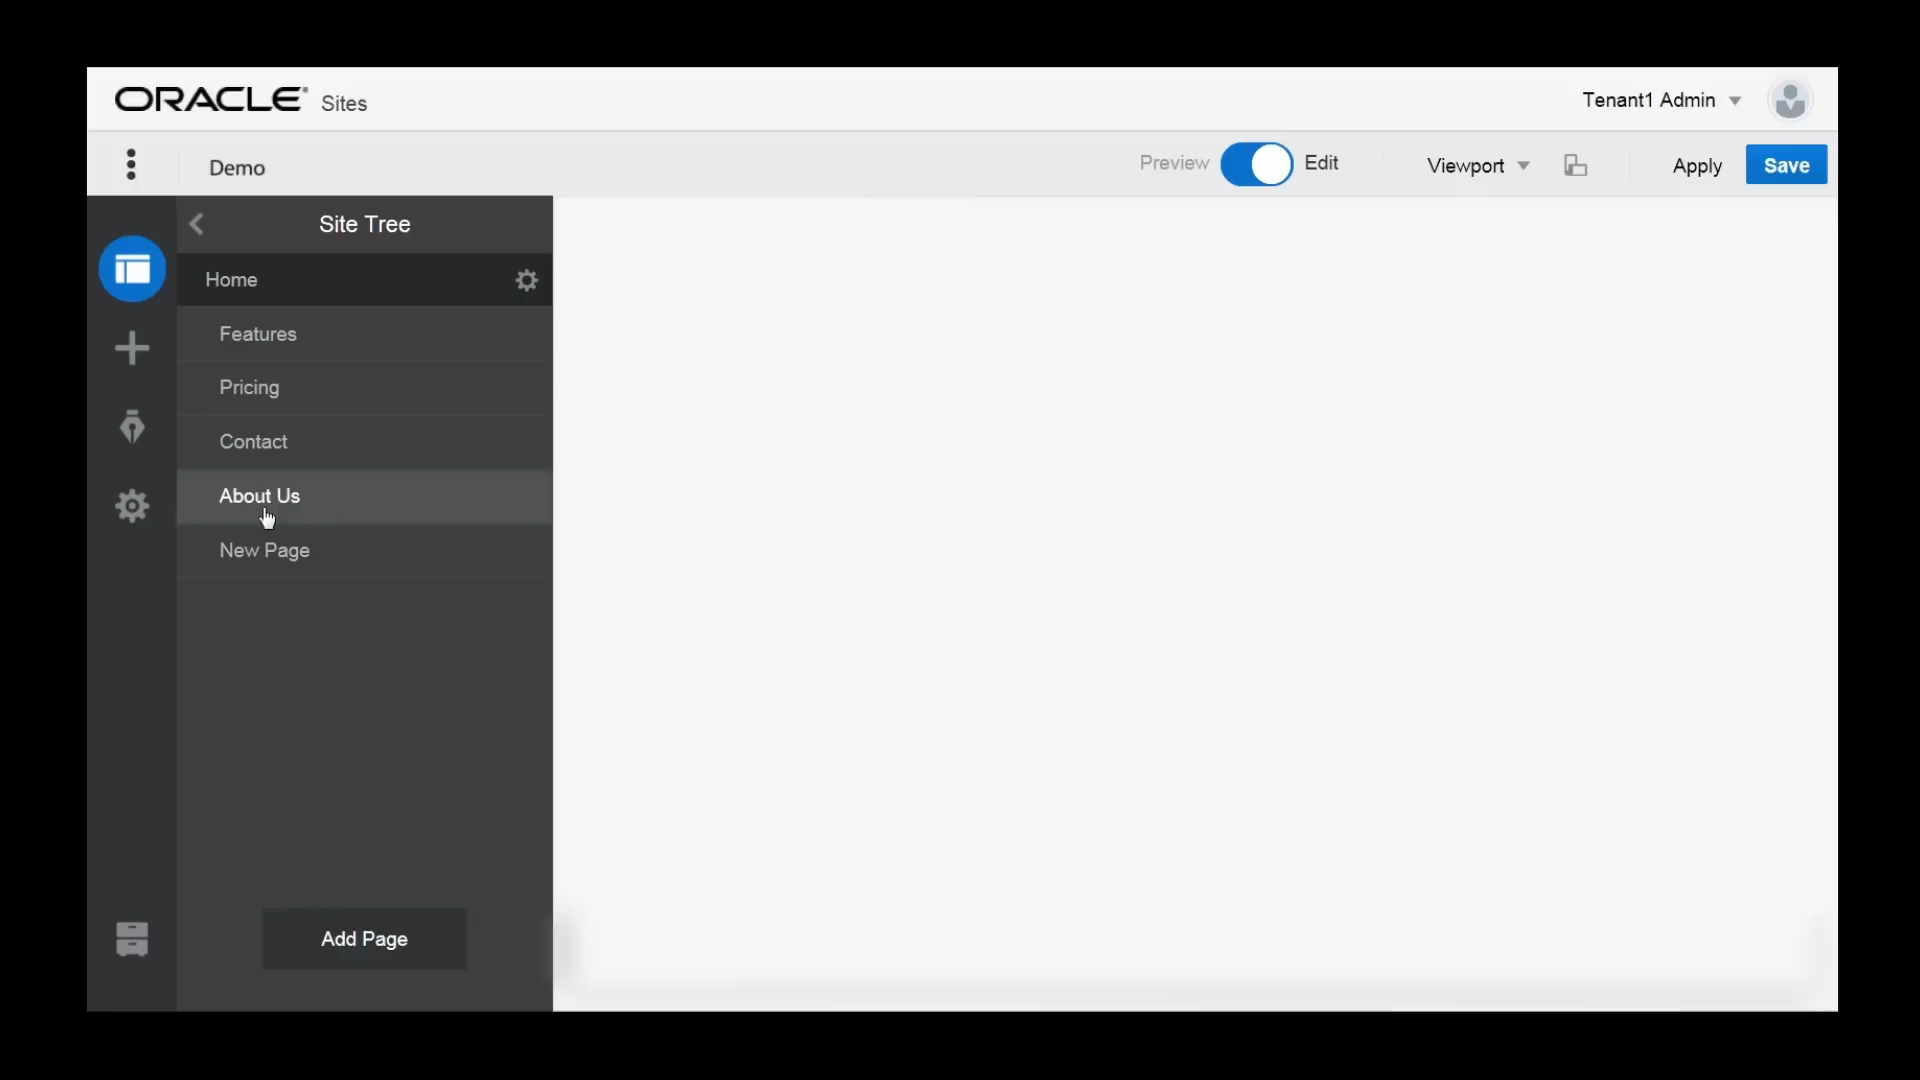 ORACLE Sites
Tenant1 Admin
Demo
Preview Edit
Viewport
Apply
Save
Site Tree
Home
Features
Pricing
Contact
About Us
New Page
Add Page